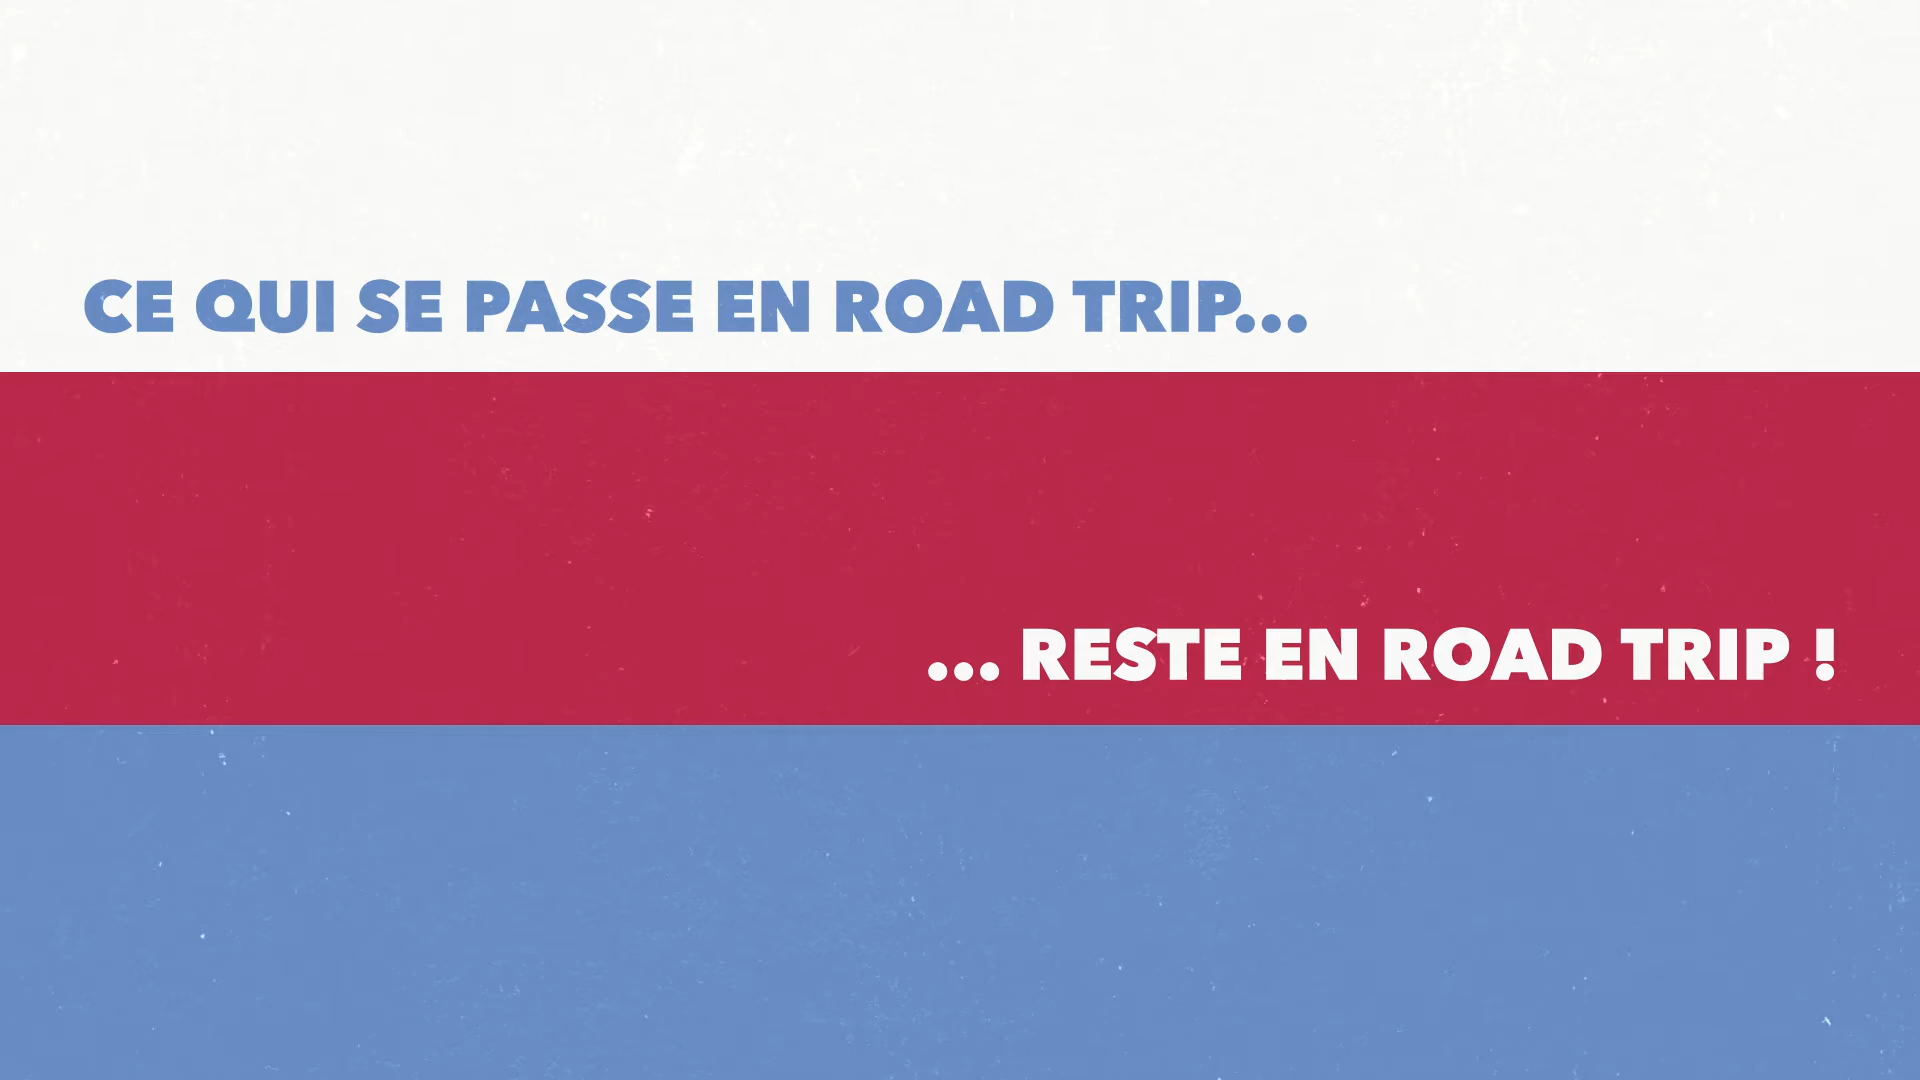 CE QUI SE PASSE EN ROAD TRIP...
... RESTE EN ROAD TRIP !